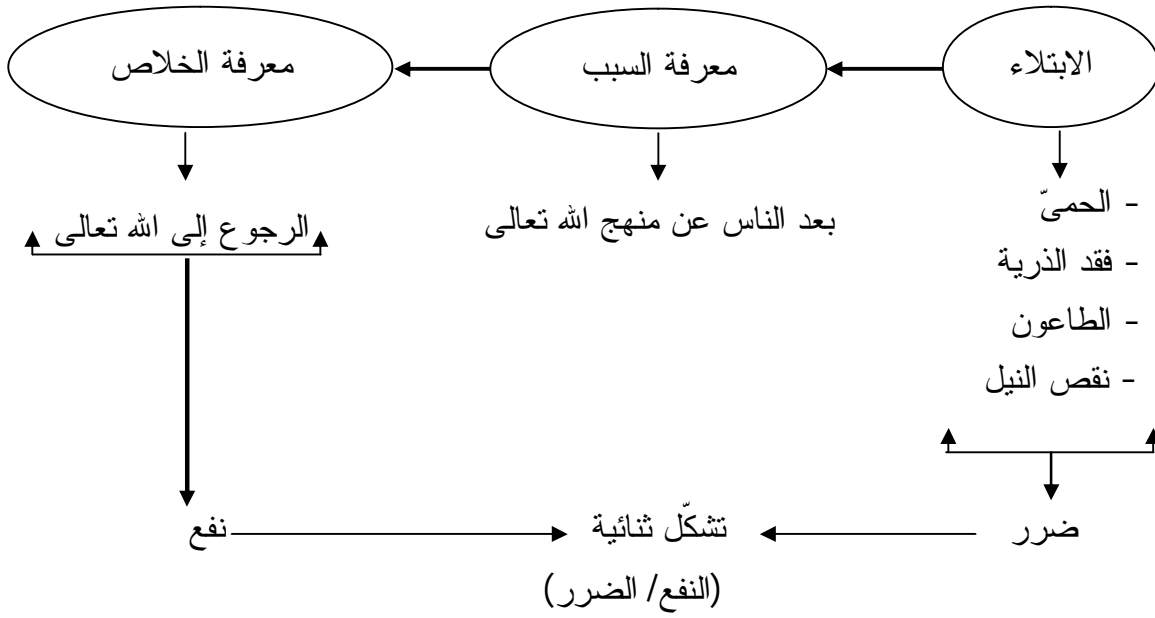 الابتلاء
معرفة السبب
معرفة الخلاص
- الحمىّ
- فقد الذرية
- الطاعون
- نقص النيل
بعد الناس عن منهج الله تعالى
الرجوع إلى الله تعالى
ضرر
تشكّل ثنائية
(النفع/ الضرر)
نفع